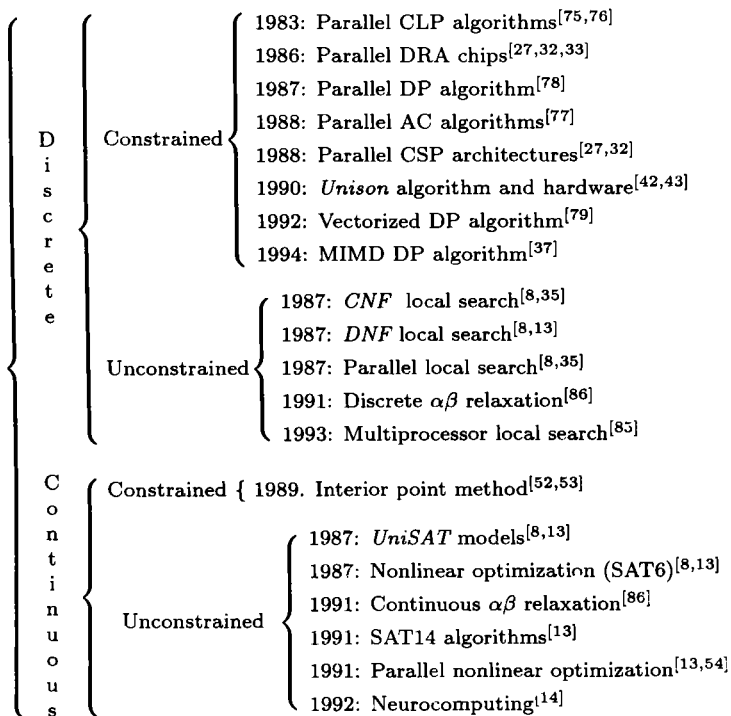 Discrete
Constrained
1983: Parallel CLP algorithms[75,76]
1986: Parallel DRA chips[27,32,33]
1987: Parallel DP algorithm[78]
1988: Parallel AC algorithms[77]
1988: Parallel CSP architectures[27,32]
1990: Unison algorithm and hardware[42,43]
1992: Vectorized DP algorithm[79]
1994: MIMD DP algorithm[37]
Unconstrained
1987: CNF local search[8,35]
1987: DNF local search[8,13]
1987: Parallel local search[8,35]
1991: Discrete αβ relaxation[86]
1993: Multiprocessor local search[85]
Continuous
Constrained { 1989. Interior point method[52,53]
Unconstrained
1987: UniSAT models[8,13]
1987: Nonlinear optimization (SAT6)[8,13]
1991: Continuous αβ relaxation[86]
1991: SAT14 algorithms[13]
1991: Parallel nonlinear optimization[13,54]
1992: Neurocomputing[14]